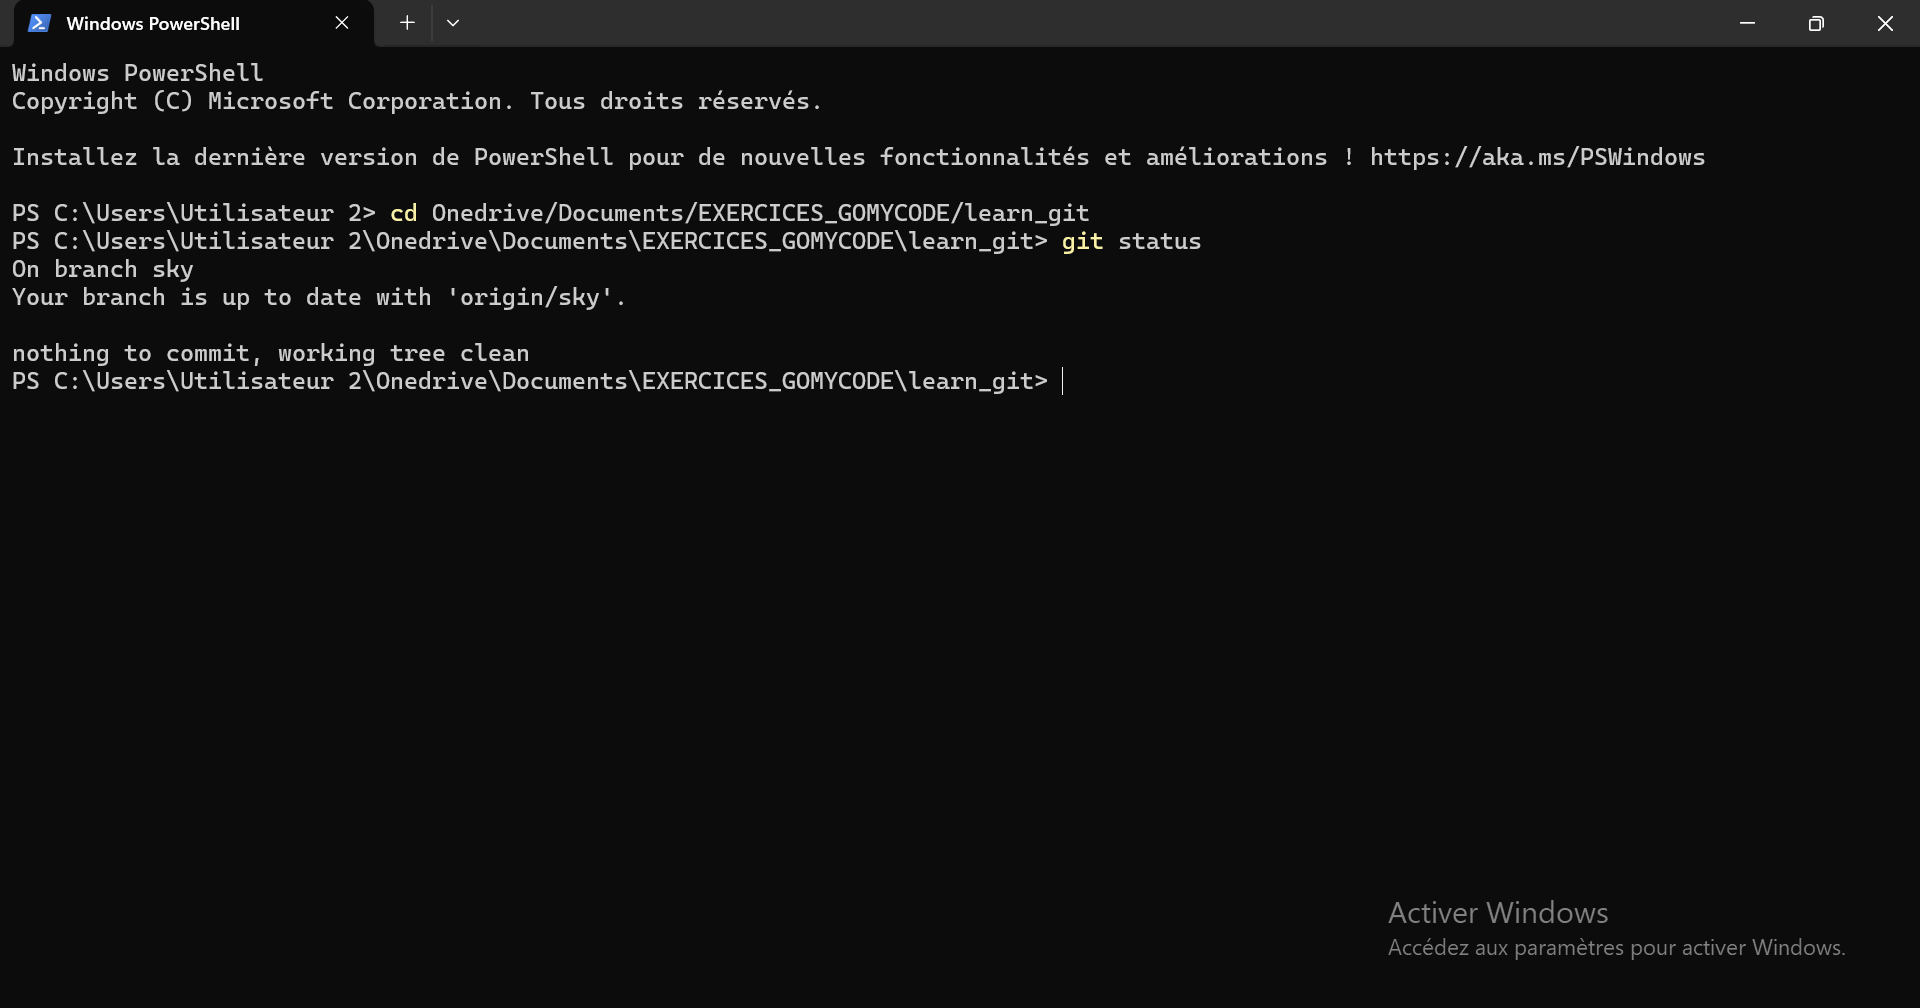 Windows PowerShell
Windows PowerShell
Copyright (C) Microsoft Corporation. Tous droits réservés.
Installez la dernière version de PowerShell pour de nouvelles fonctionnalités et améliorations ! https://aka.ms/PSWindows
PS C:\Users\Utilisateur 2> cd Onedrive/Documents/EXERCICES_GOMYCODE/learn_git
PS C:\Users\Utilisateur 2\Onedrive\Documents\EXERCICES_GOMYCODE\learn_git> git status
On branch sky
Your branch is up to date with 'origin/sky'.
nothing to commit, working tree clean
PS C:\Users\Utilisateur 2\Onedrive\Documents\EXERCICES_GOMYCODE\learn_git>
Activer Windows
Accédez aux paramètres pour activer Windows.